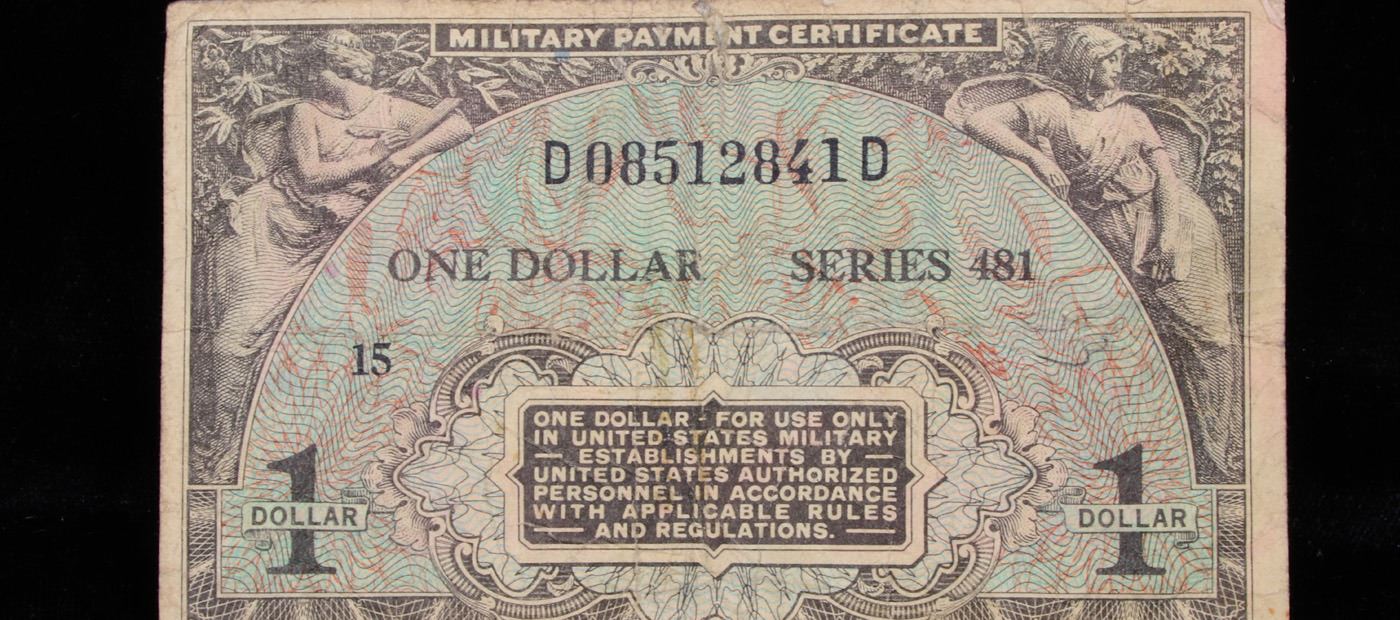 MILITARY PAYMENT CERTIFICATE
D08512841D
ONE DOLLAR SERIES 481
15
ONE DOLLAR - FOR USE ONLY
IN UNITED STATES MILITARY
— ESTABLISHMENTS BY —
UNITED STATES AUTHORIZED
PERSONNEL IN ACCORDANCE
WITH APPLICABLE RULES
— AND REGULATIONS. —
1
DOLLAR
1
DOLLAR